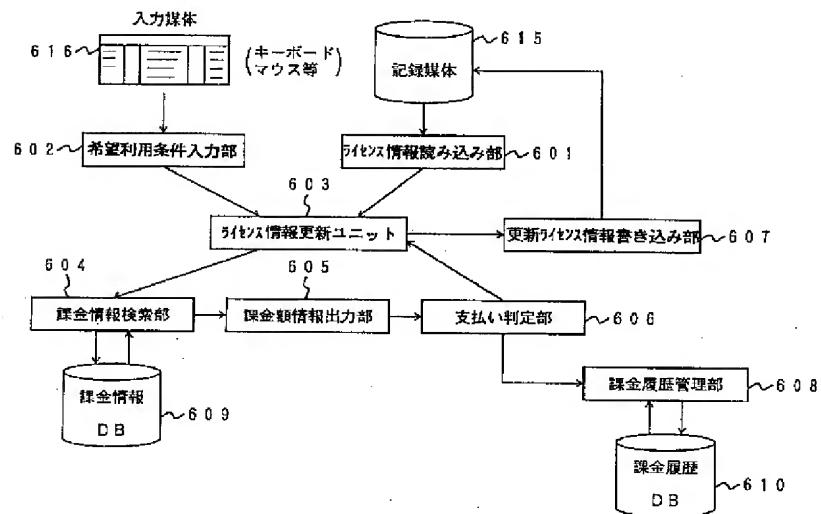 入力媒体
616
(キーボード
マウス等)
615
記録媒体
602
希望利用条件入力部
ライセンス情報読み込み部
601
603
ライセンス情報更新ユニット
更新ライセンス情報書き込み部
607
604
605
課金情報検索部
課金額情報出力部
支払い判定部
606
課金情報
DB
609
課金履歴管理部
608
課金履歴
DB
610